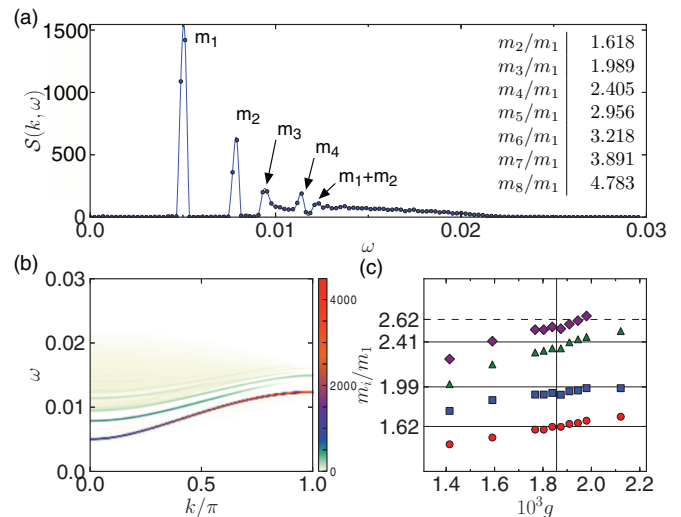 (a)
1500
1000
500
0
S(k, ω)
m1
m2
m3
m4
m1+m2
m2/m1 1.618
m3/m1 1.989
m4/m1 2.405
m5/m1 2.956
m6/m1 3.218
m7/m1 3.891
m8/m1 4.783
0.0 0.01 0.02 0.03
ω
(b)
0.03
0.02
0.01
0.0
ω
0.0 0.5 1.0
k/π
4000
2000
0
(c)
mi/m1
2.62
2.41
1.99
1.62
1.4 1.6 1.8 2.0 2.2
10³g